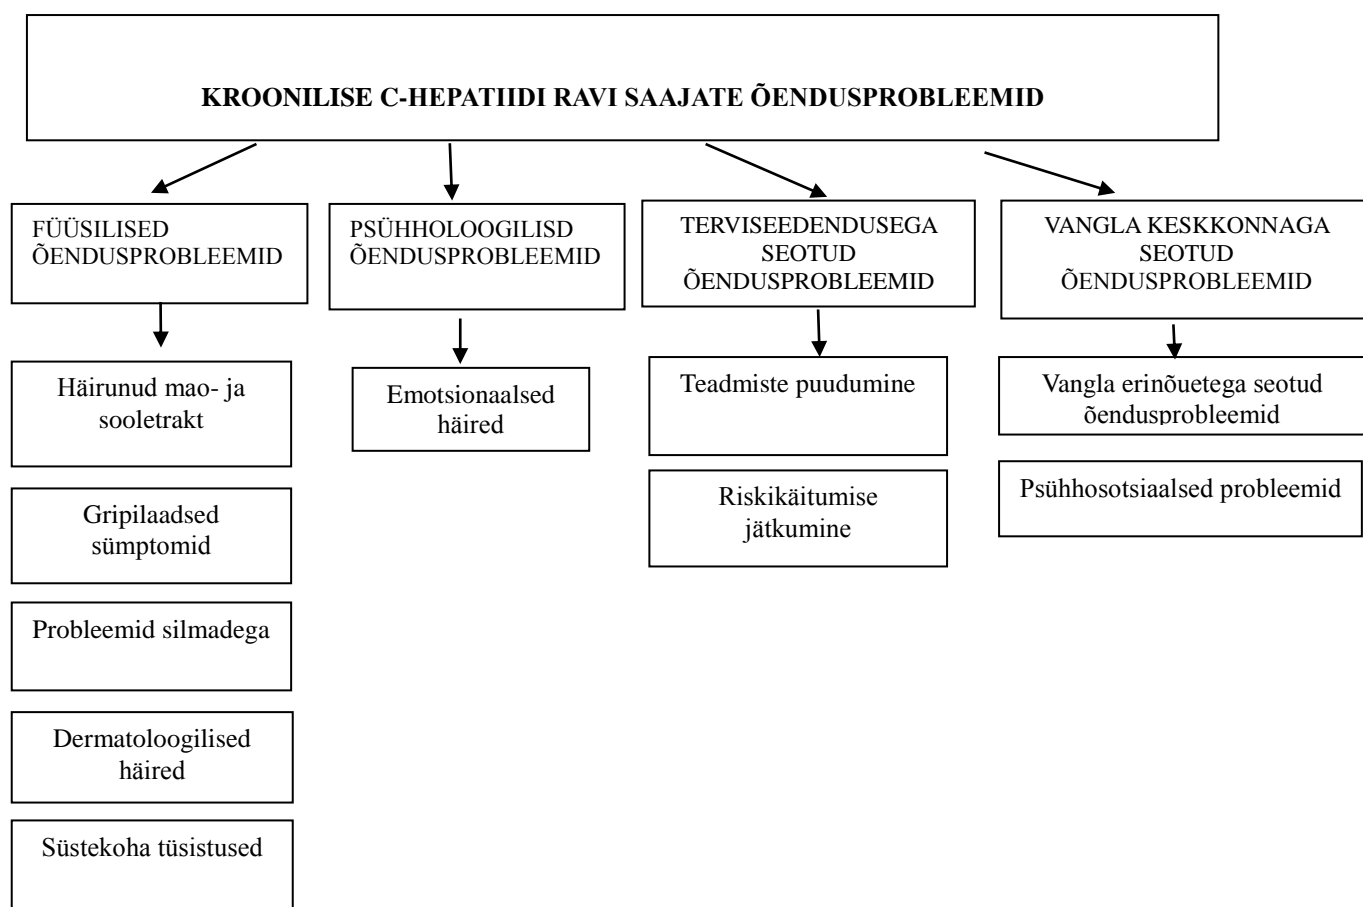 KROONILISE C-HEPATIIDI RAVI SAAJATE ÕENDUSPROBLEEMID
FÜÜSILISED
ÕENDUSPROBLEEMID
PSÜHHOLOOGILISD
ÕENDUSPROBLEEMID
TERVISEEDENDUSEGA
SEOTUD
ÕENDUSPROBLEEMID
VANGLA KESKKONNAGA
SEOTUD
ÕENDUSPROBLEEMID
Häirunud mao- ja
sooletrakt
Gripilaadsed
sümptomid
Probleemid silmadega
Dermatoloogilised
häired
Süstekoha tüsistused
Emotsionaalsed
häired
Teadmiste puudumine
Riskikäitumise
jätkumine
Vangla erinõuetega seotud
õendusprobleemid
Psühhosotsiaalsed probleemid